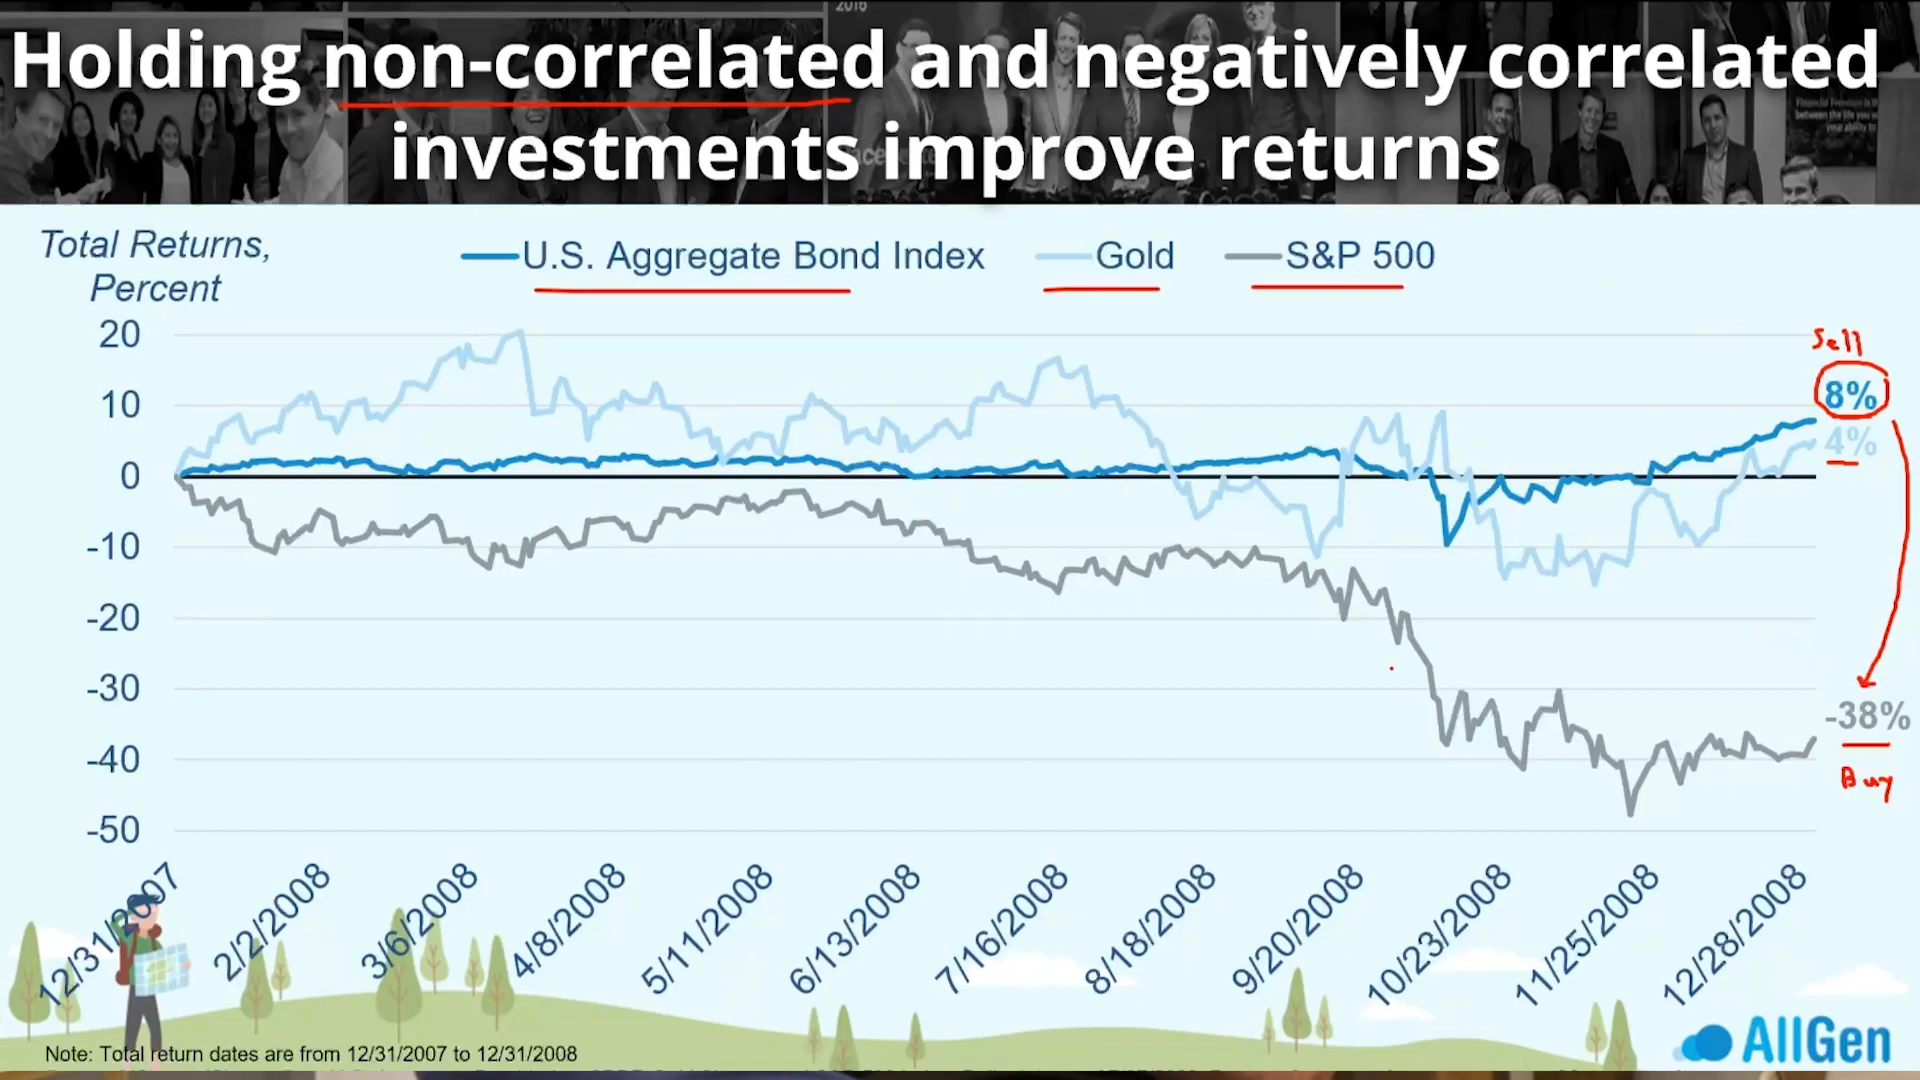 2016
Holding non-correlated and negatively correlated
investments improve returns
Total Returns,
Percent
U.S. Aggregate Bond Index
Gold
S&P 500
20
10
0
-10
-20
-30
-40
-50
Sell
8%
4%
-38%
Buy
12/31/2007
2/2/2008
3/6/2008
4/8/2008
5/11/2008
6/13/2008
7/16/2008
8/18/2008
9/20/2008
10/23/2008
11/25/2008
12/28/2008
Note: Total return dates are from 12/31/2007 to 12/31/2008
AllGen